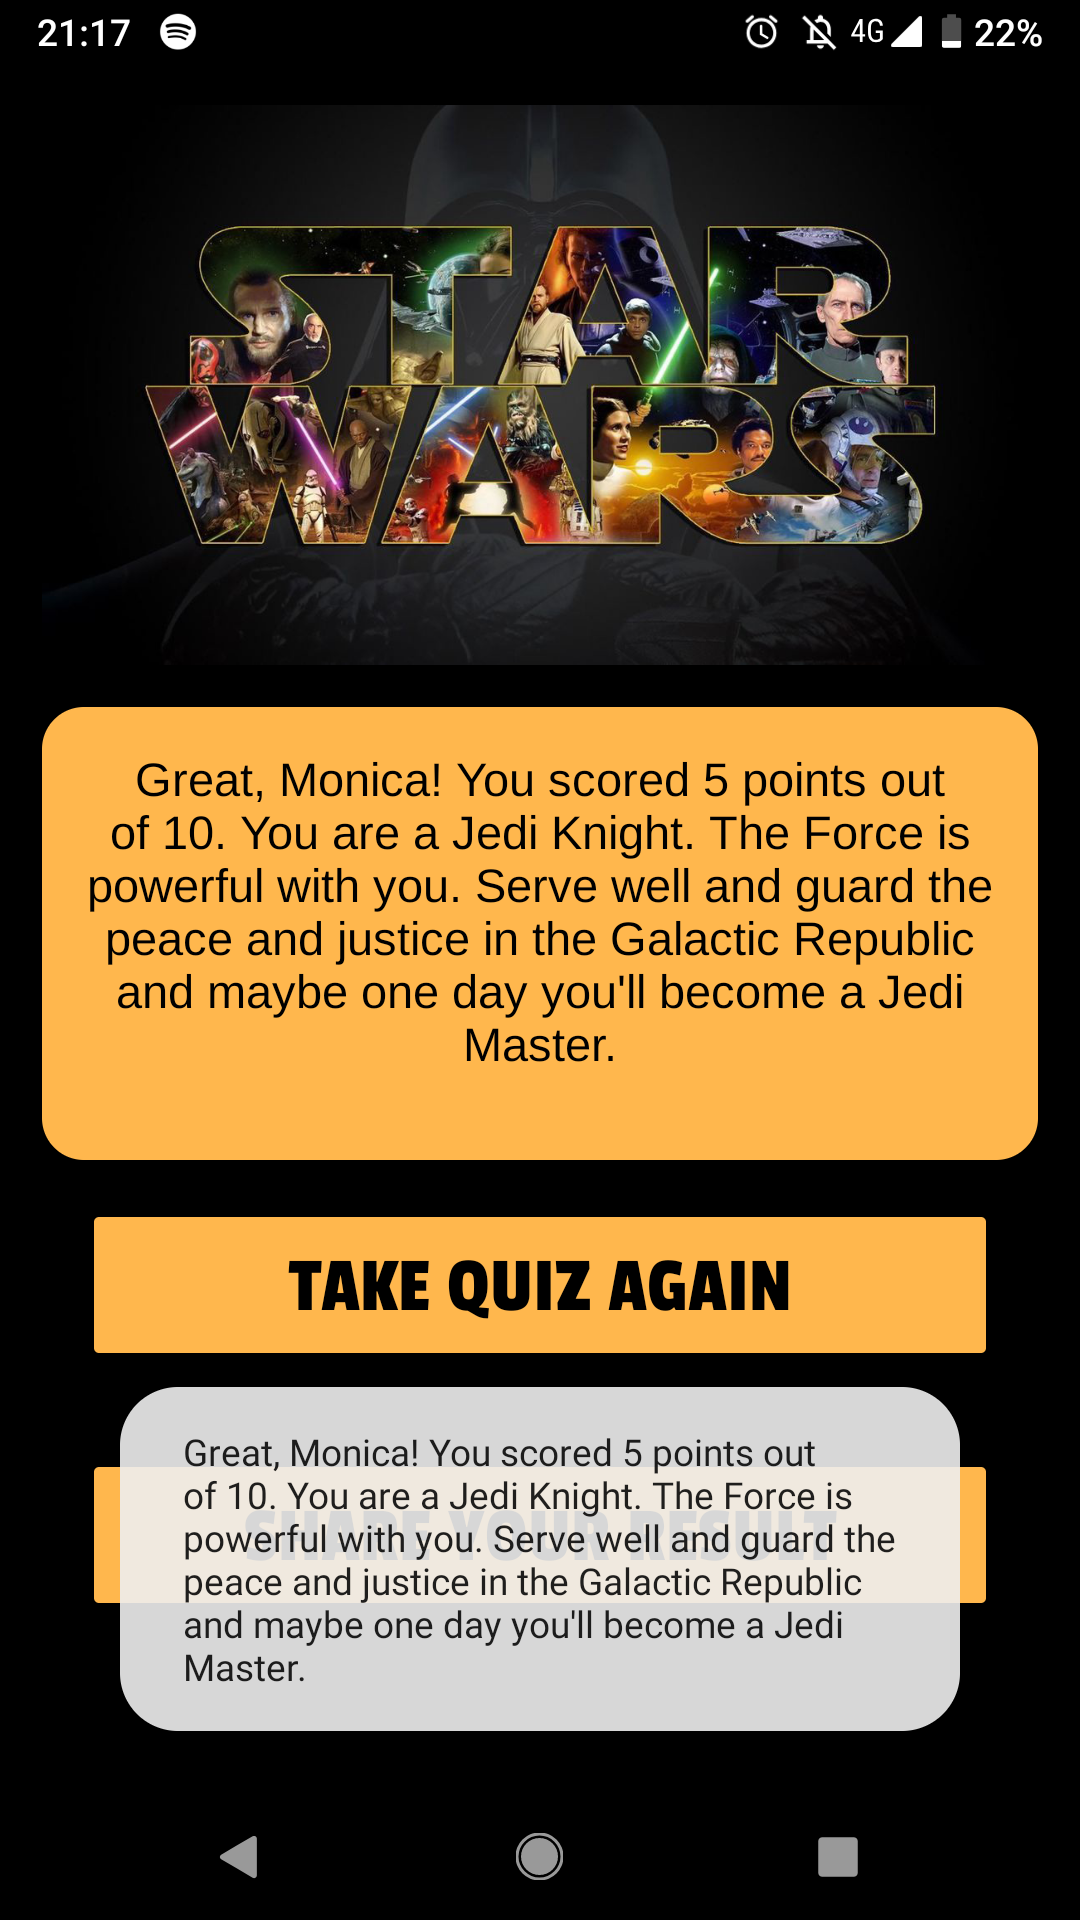 21:17 4G 22%
STAR
WARS
Great, Monica! You scored 5 points out
of 10. You are a Jedi Knight. The Force is
powerful with you. Serve well and guard the
peace and justice in the Galactic Republic
and maybe one day you'll become a Jedi
Master.
TAKE QUIZ AGAIN
SHARE YOUR RESULT
Great, Monica! You scored 5 points out
of 10. You are a Jedi Knight. The Force is
powerful with you. Serve well and guard the
peace and justice in the Galactic Republic
and maybe one day you'll become a Jedi
Master.